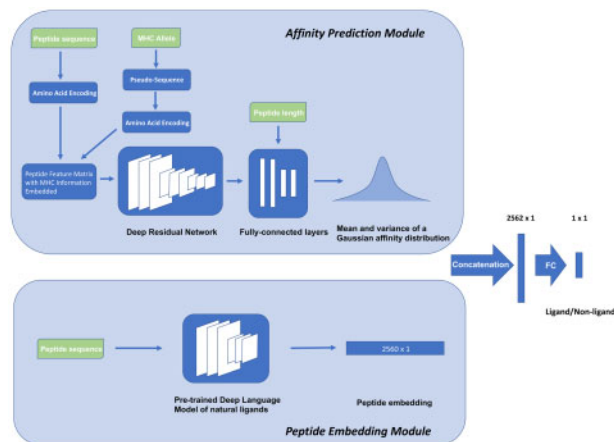 Affinity Prediction Module
Peptide sequence
MHC-Allele
Amino Acid Encoding
Pseudo-Sequence
Amino Acid Encoding
Peptide length
Peptide Feature Matrix
with MHC Information
Embedded
Deep Residual Network
Fully-connected layers
Mean and variance of a
Gaussian affinity distribution
2562 x 1
1 x 1
Concatenation
FC
Ligand/Non-ligand
Peptide sequence
2560 x 1
Pre-trained Deep Language
Model of natural ligands
Peptide embedding
Peptide Embedding Module